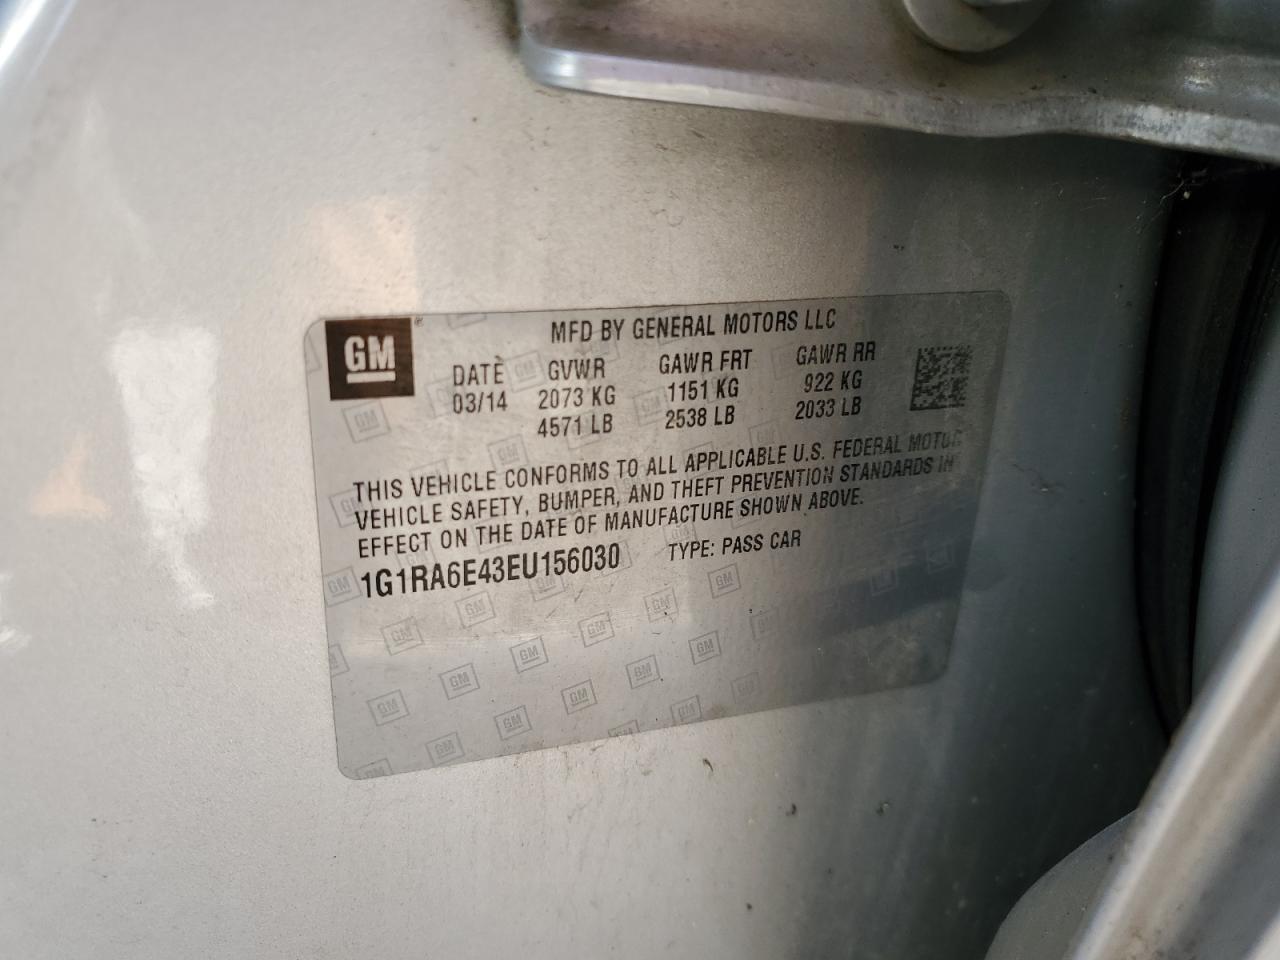 GM
MFD BY GENERAL MOTORS LLC
DATE GVWR GAWR FRT GAWR RR
03/14 2073 KG 1151 KG 922 KG
4571 LB 2538 LB 2033 LB
THIS VEHICLE CONFORMS TO ALL APPLICABLE U.S. FEDERAL MOTOR
VEHICLE SAFETY, BUMPER, AND THEFT PREVENTION STANDARDS IN
EFFECT ON THE DATE OF MANUFACTURE SHOWN ABOVE.
1G1RA6E43EU156030 TYPE: PASS CAR